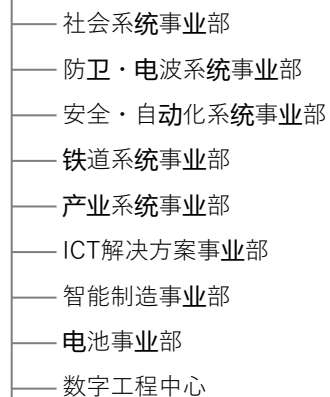 社会系统事业部
防卫・电波系统事业部
安全・自动化系统事业部
铁道系统事业部
产业系统事业部
ICT解决方案事业部
智能制造事业部
电池事业部
数字工程中心